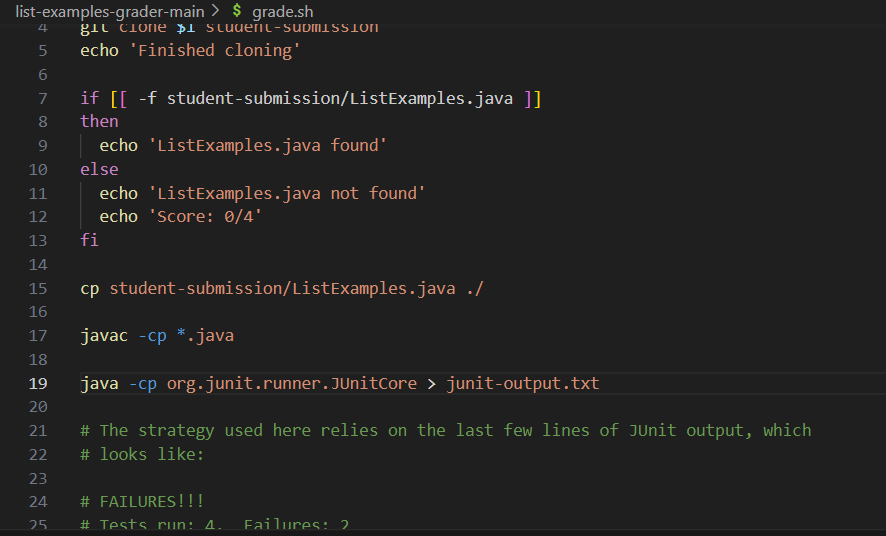 list-examples-grader-main > $ grade.sh
4 git clone $1 student-submission
5 echo 'Finished cloning'
6
7 if [[ -f student-submission/ListExamples.java ]]
8 then
9 echo 'ListExamples.java found'
10 else
11 echo 'ListExamples.java not found'
12 echo 'Score: 0/4'
13 fi
14
15 cp student-submission/ListExamples.java ./
16
17 javac -cp *.java
18
19 java -cp org.junit.runner.JUnitCore > junit-output.txt
20
21 # The strategy used here relies on the last few lines of JUnit output, which
22 # looks like:
23
24 # FAILURES!!!
25 # Tests run: 4,  Failures: 2